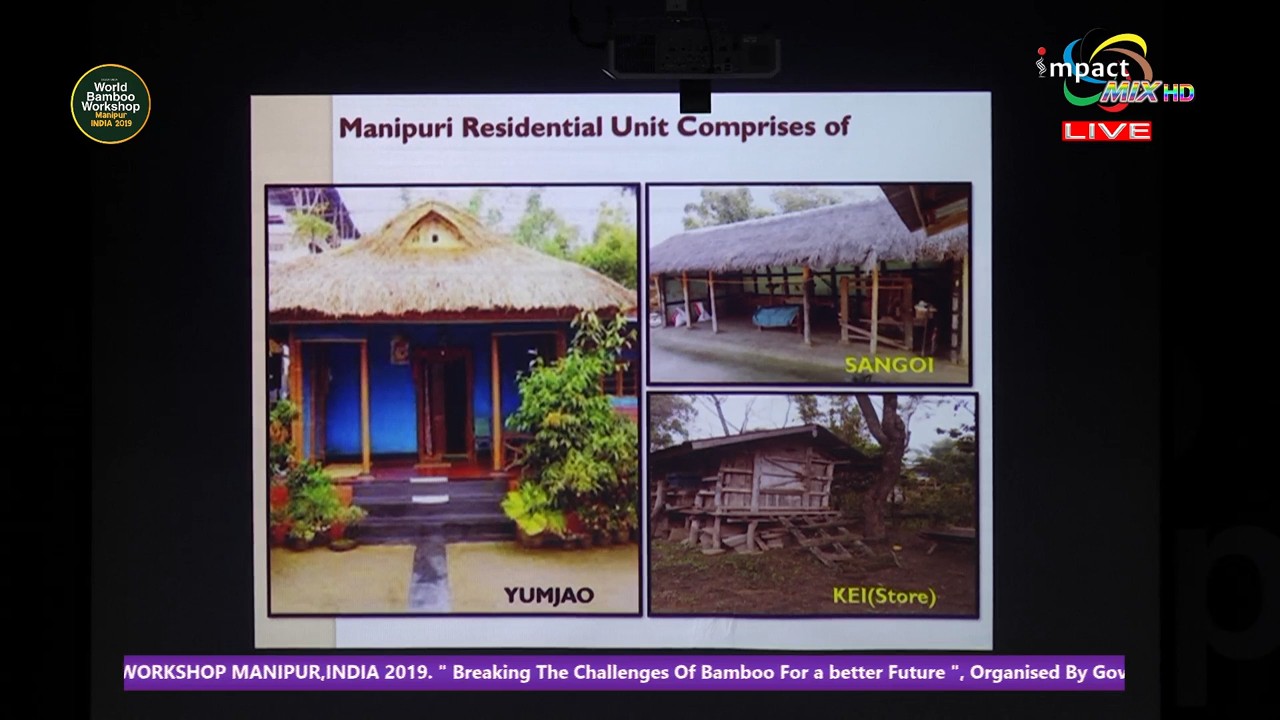 World
Bamboo
Workshop
Manipur
INDIA 2019
impact
MIX HD
LIVE
Manipuri Residential Unit Comprises of
SANGOI
YUMJAO
KEI(Store)
WORKSHOP MANIPUR,INDIA 2019. " Breaking The Challenges Of Bamboo For a better Future ", Organised By Gov